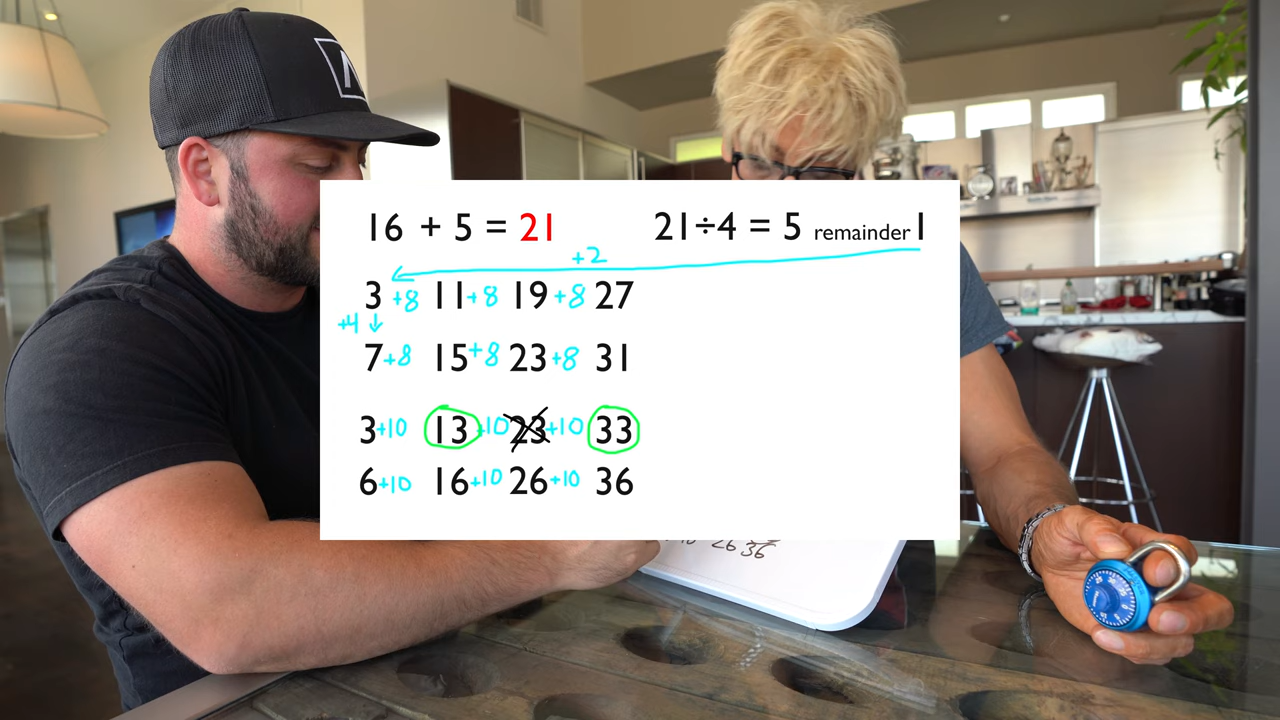 16 + 5 = 21
21÷4 = 5 remainder 1
+2
3 +8 11 +8 19 +8 27
+4 ↓
7 +8 15 +8 23 +8 31
3 +10 13 +10 23 +10 33
6 +10 16 +10 26 +10 36
26 36